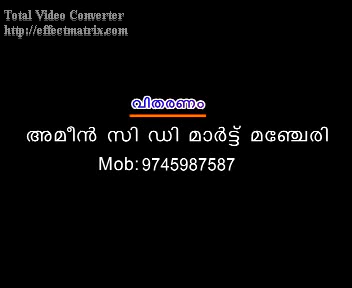 Total Video Converter
http://effectmatrix.com
വിതരണം
അമീൻ സി ഡി മാർട്ട് മഞ്ചേരി
Mob: 9745987587